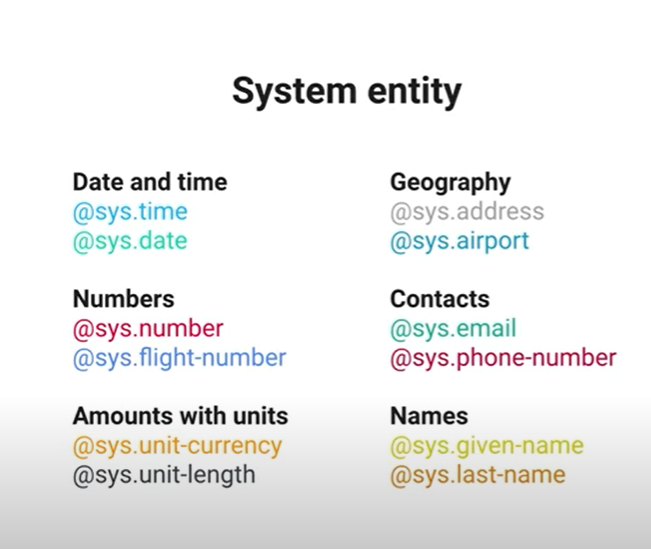 System entity
Date and time
@sys.time
@sys.date
Geography
@sys.address
@sys.airport
Numbers
@sys.number
@sys.flight-number
Contacts
@sys.email
@sys.phone-number
Amounts with units
@sys.unit-currency
@sys.unit-length
Names
@sys.given-name
@sys.last-name